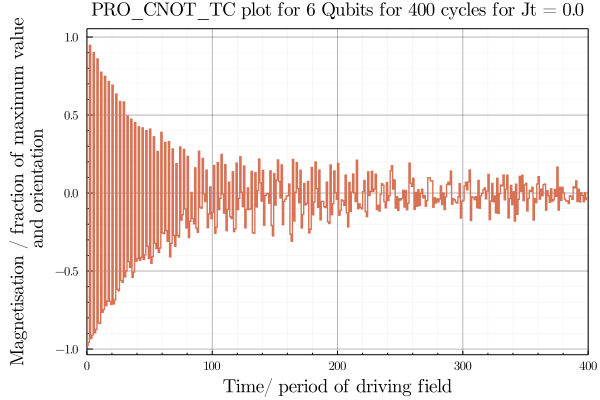 PRO_CNOT_TC plot for 6 Qubits for 400 cycles for Jt = 0.0
Magnetisation / fraction of maximum value
and orientation
1.0
0.5
0.0
−0.5
−1.0
0 100 200 300 400
Time/ period of driving field